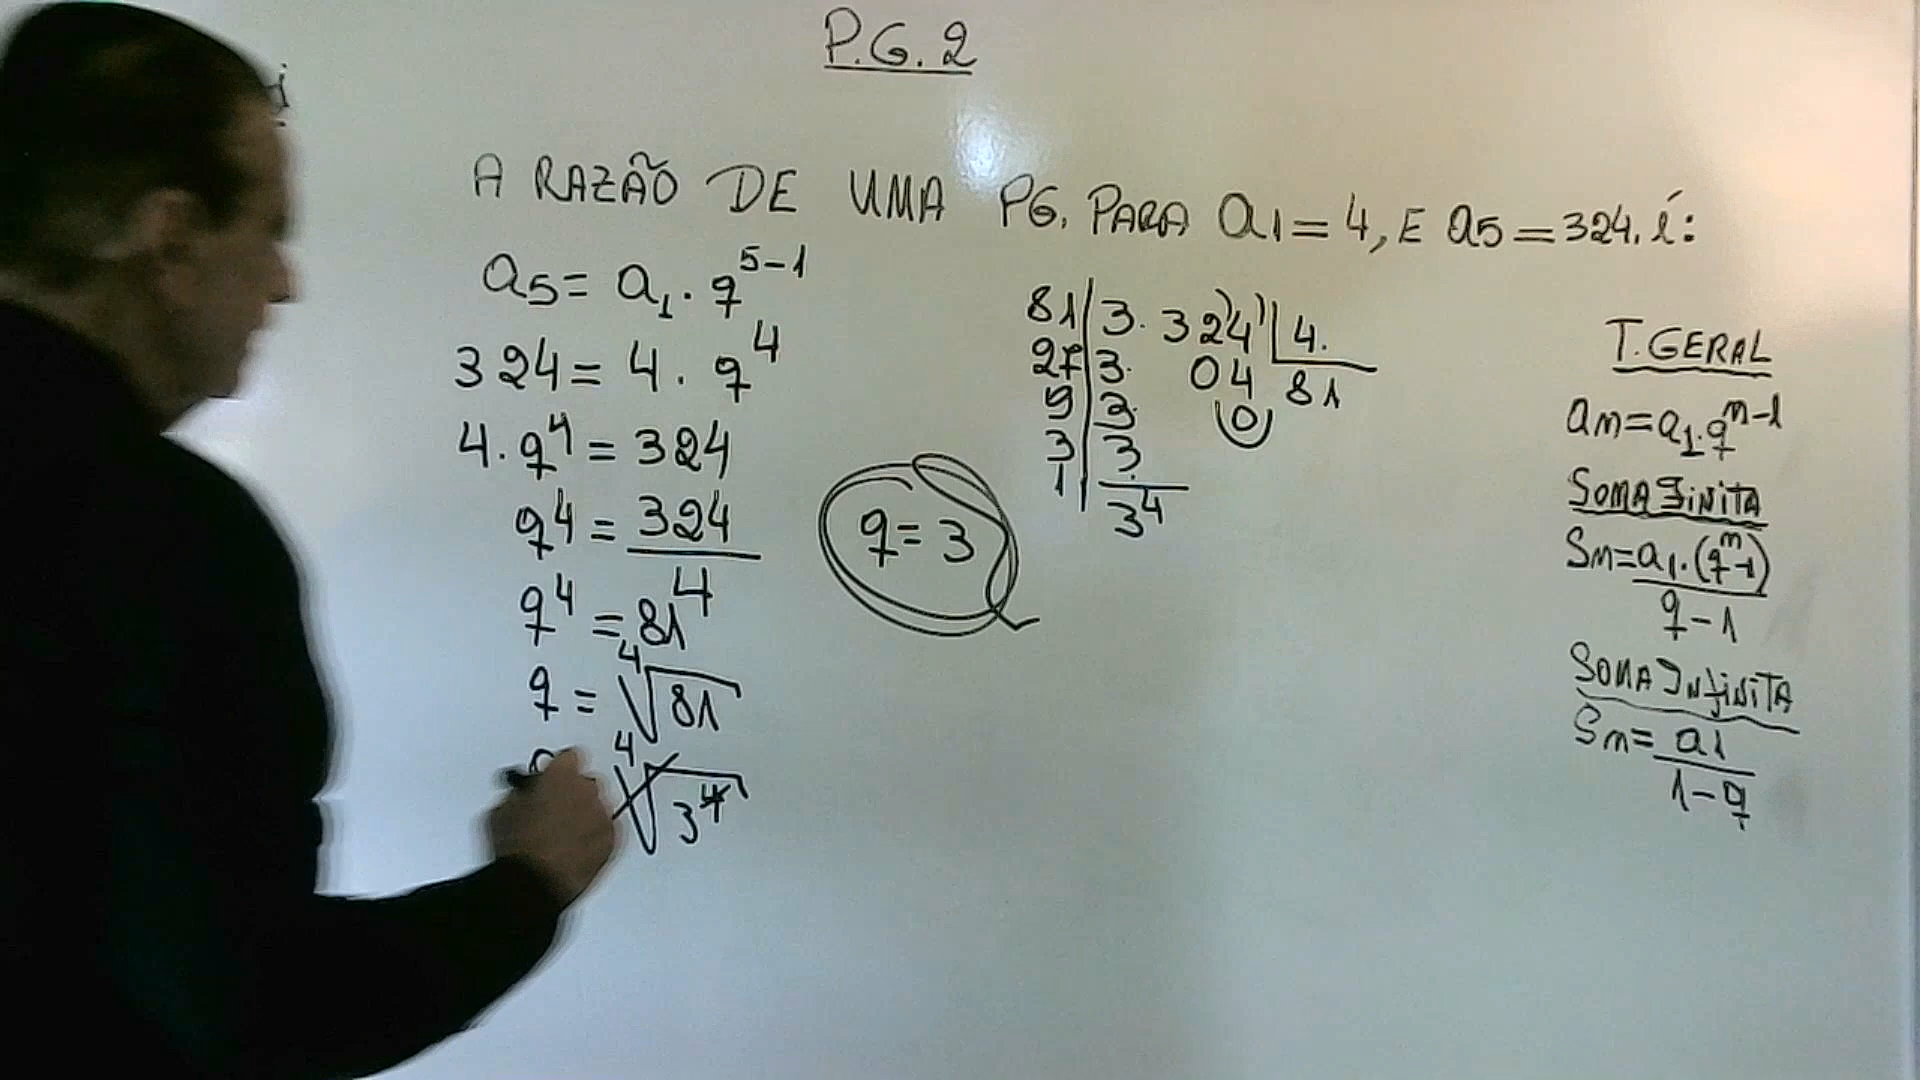 P.G. 2
A RAZÃO DE UMA PG. PARA a1 = 4, E a5 = 324. é:
a5 = a1 . q^5-1
324 = 4 . q^4
4 . q^4 = 324
q^4 = 324/4
q^4 = 81
q = ⁴√81
⁴√3^4
q = 3
81 | 3.
27 | 3.
9 | 3.
3 | 3.
1 | 3^4
324 | 4.
04 81
0
T. GERAL
an = a1 . q^n-1
SOMA FINITA
Sn = a1 . (q^n - 1) / q - 1
SOMA INFINITA
Sn = a1 / 1 - q